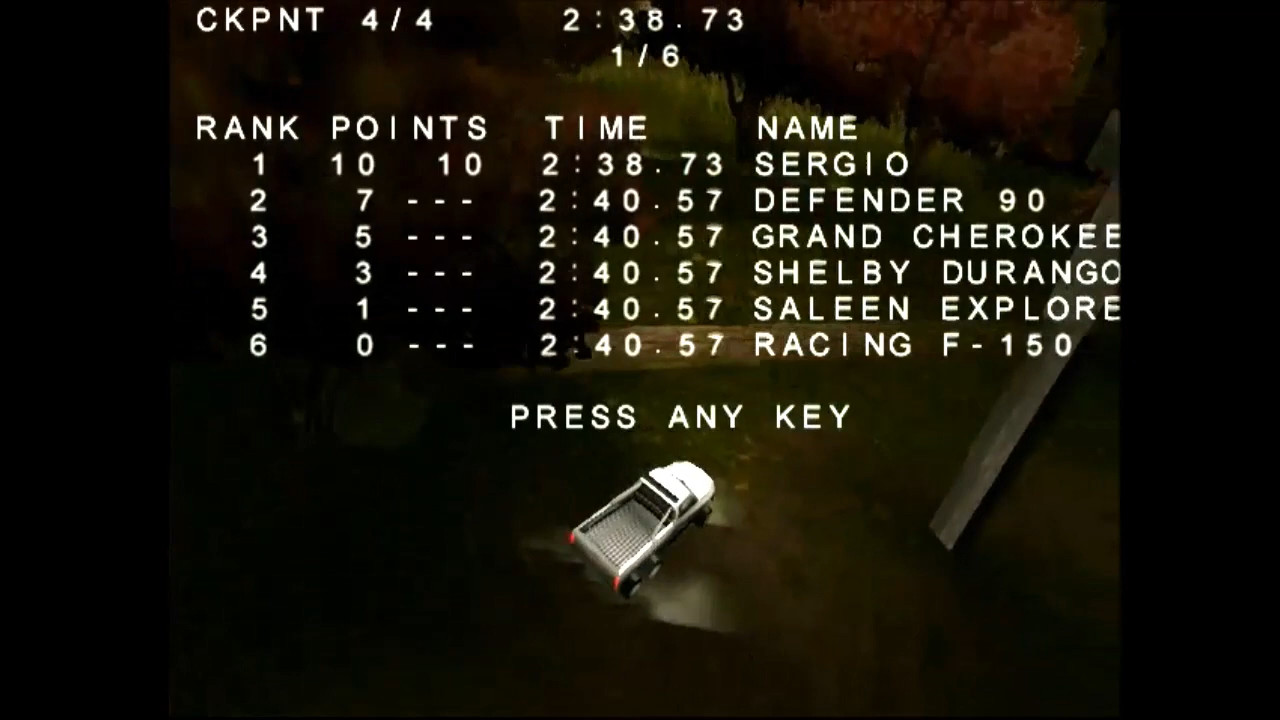 CKPNT 4/4 2:38.73
1/6
RANK POINTS TIME NAME
1 10 10 2:38.73 SERGIO
2 7 --- 2:40.57 DEFENDER 90
3 5 --- 2:40.57 GRAND CHEROKEE
4 3 --- 2:40.57 SHELBY DURANGO
5 1 --- 2:40.57 SALEEN EXPLORE
6 0 --- 2:40.57 RACING F-150
PRESS ANY KEY